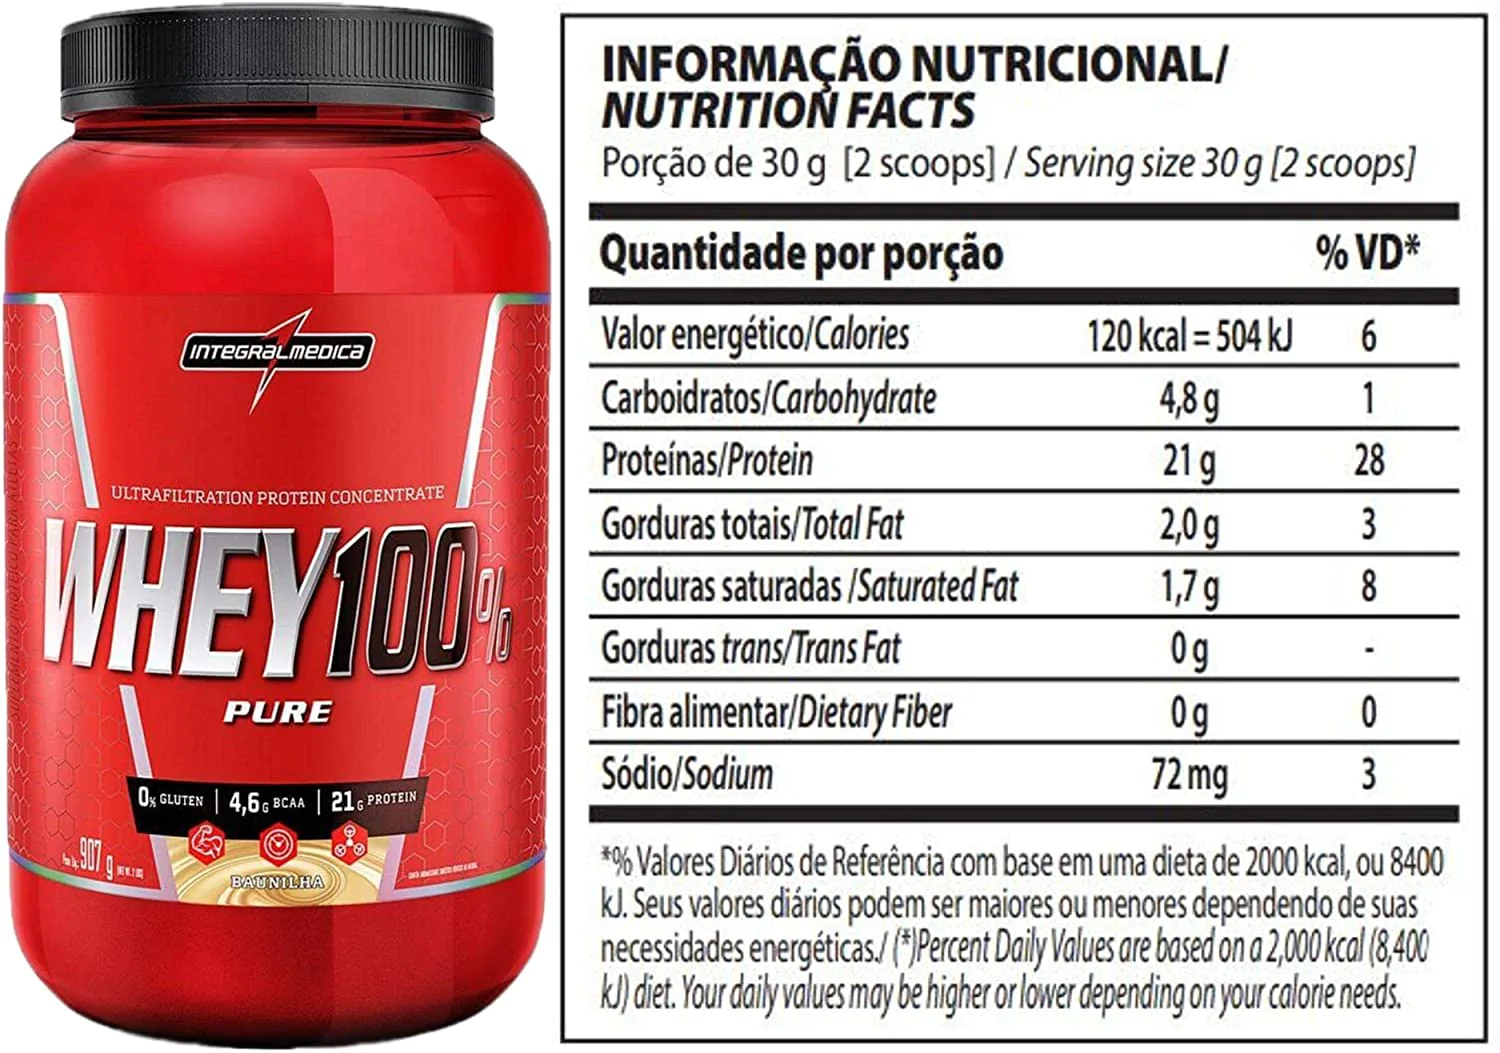 INTEGRALMEDICA
ULTRAFILTRATION PROTEIN CONCENTRATE
WHEY100%
PURE
0% GLUTEN | 4,6G BCAA | 21G PROTEIN
907 g
BAUNILHA
INFORMAÇÃO NUTRICIONAL/
NUTRITION FACTS
Porção de 30 g [2 scoops] / Serving size 30 g [2 scoops]
Quantidade por porção % VD*
Valor energético/Calories 120 kcal = 504 kJ 6
Carboidratos/Carbohydrate 4,8 g 1
Proteínas/Protein 21 g 28
Gorduras totais/Total Fat 2,0 g 3
Gorduras saturadas /Saturated Fat 1,7 g 8
Gorduras trans/Trans Fat 0 g -
Fibra alimentar/Dietary Fiber 0 g 0
Sódio/Sodium 72 mg 3
*% Valores Diários de Referência com base em uma dieta de 2000 kcal, ou 8400
kJ. Seus valores diários podem ser maiores ou menores dependendo de suas
necessidades energéticas./ (*)Percent Daily Values are based on a 2,000 kcal (8,400
kJ) diet. Your daily values may be higher or lower depending on your calorie needs.